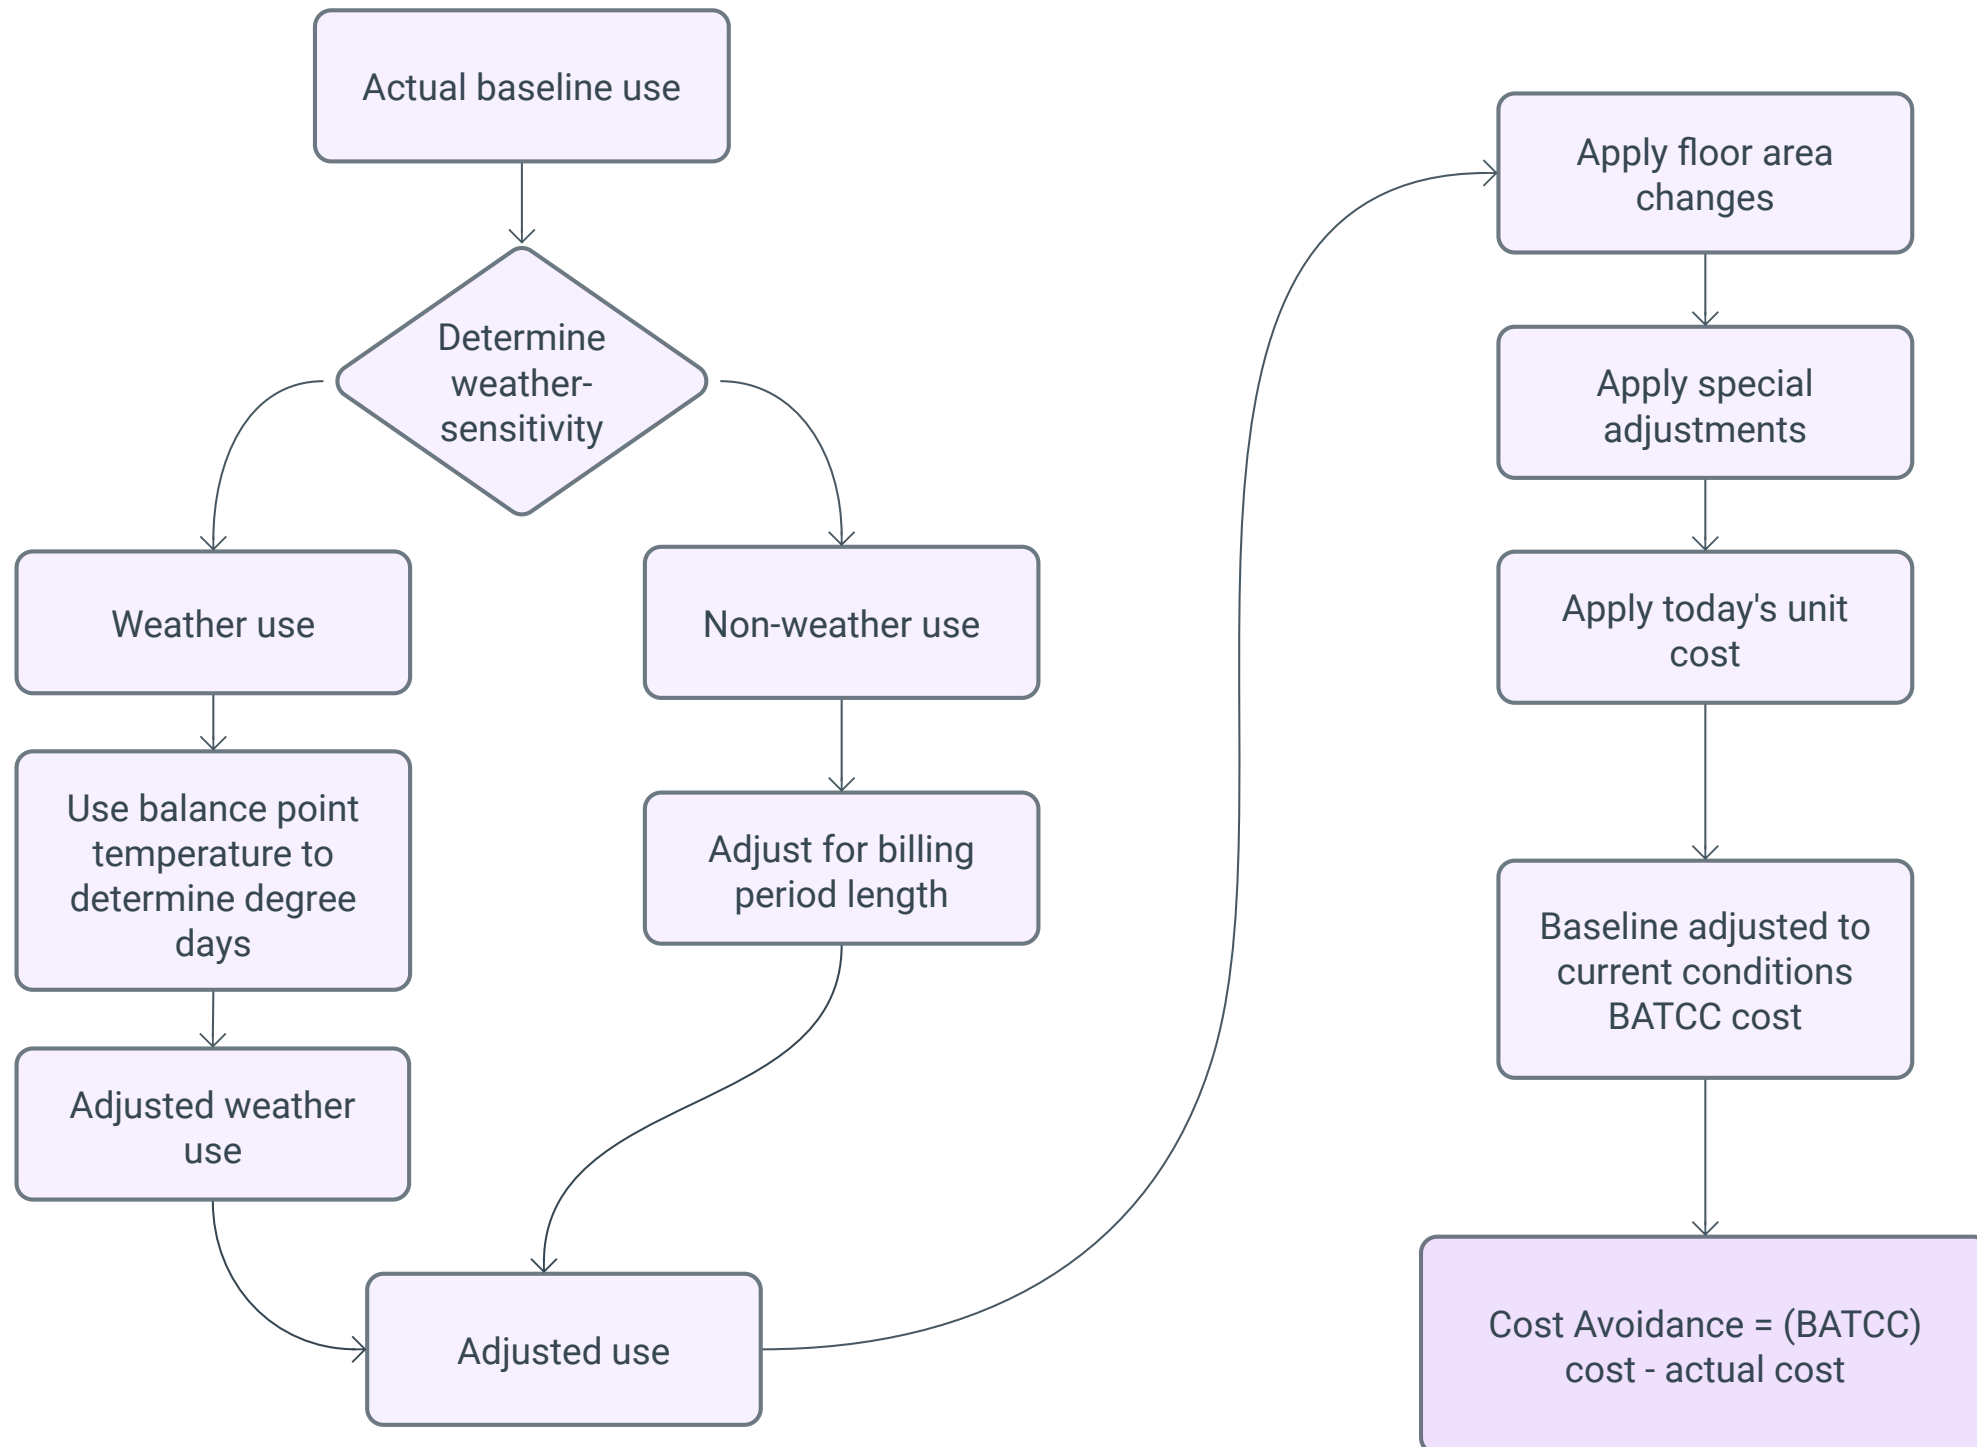 Actual baseline use
Determine
weather-
sensitivity
Weather use
Use balance point
temperature to
determine degree
days
Adjusted weather
use
Non-weather use
Adjust for billing
period length
Adjusted use
Apply floor area
changes
Apply special
adjustments
Apply today's unit
cost
Baseline adjusted to
current conditions
BATCC cost
Cost Avoidance = (BATCC)
cost - actual cost